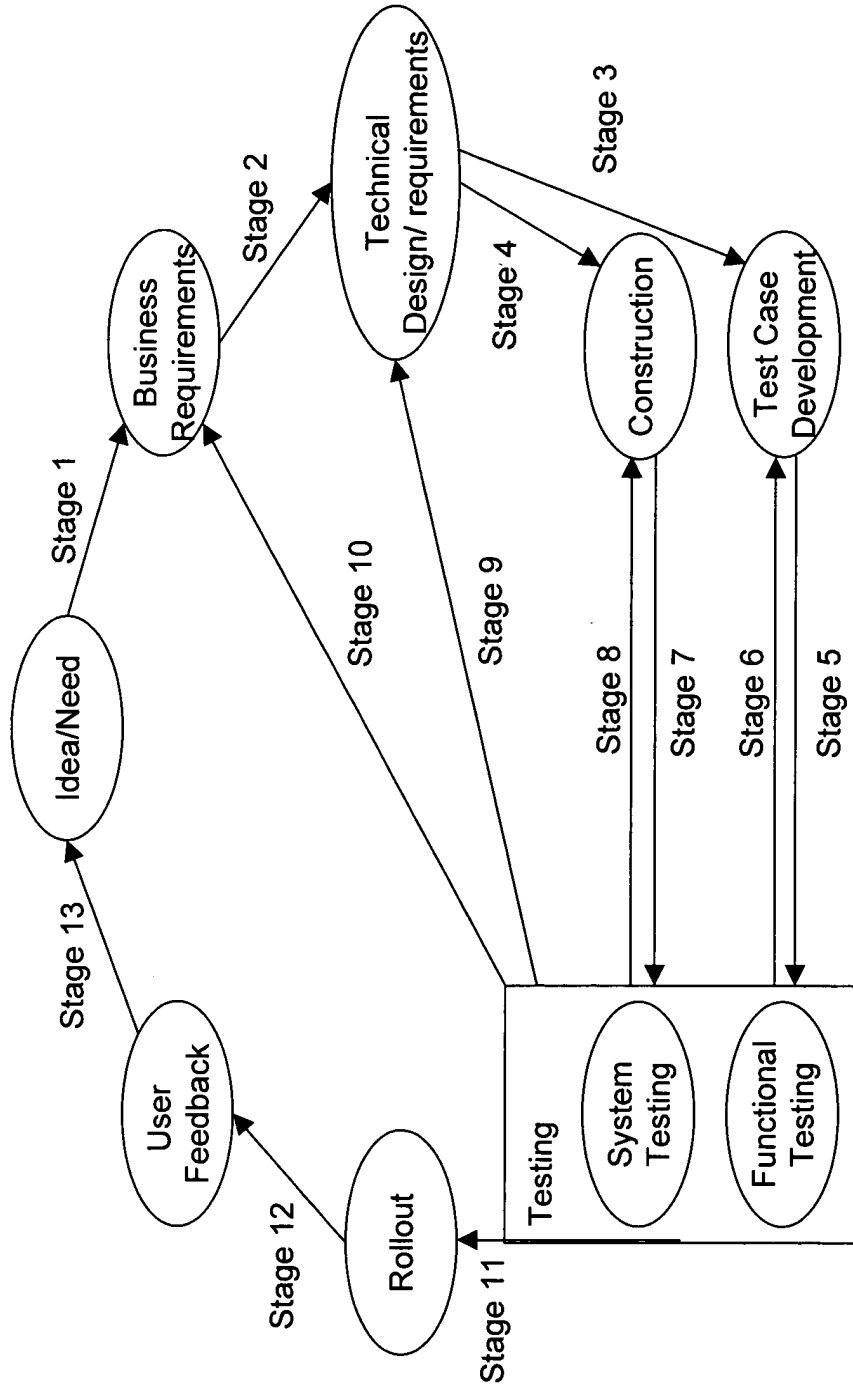 Idea/Need
Stage 1
Business
Requirements
Stage 2
Technical
Design/ requirements
Stage 3
Stage 4
Construction
Test Case
Development
Stage 5
Stage 6
Stage 7
Stage 8
Stage 9
Stage 10
Testing
System
Testing
Functional
Testing
Stage 11
Rollout
Stage 12
User
Feedback
Stage 13